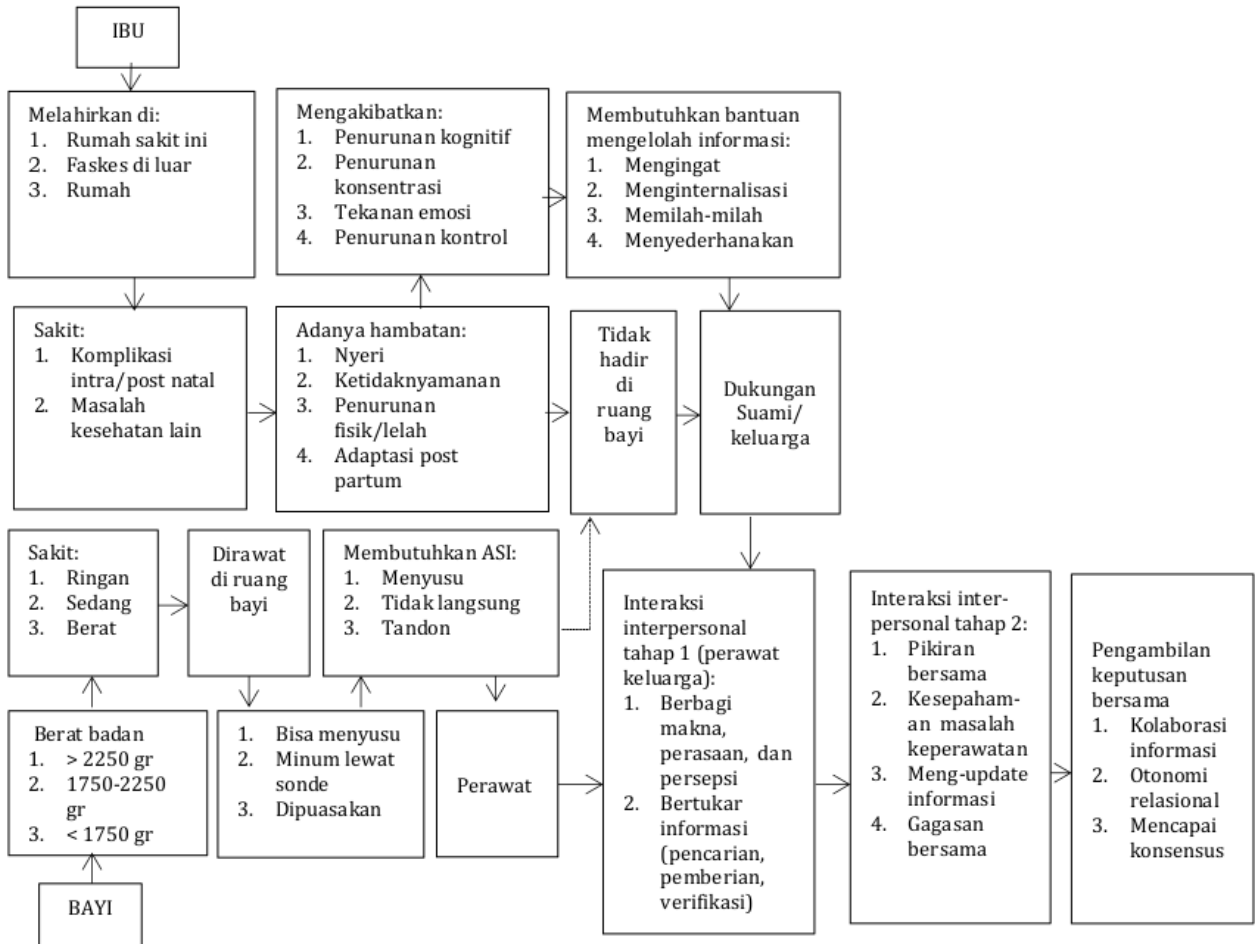 IBU
Melahirkan di:
1. Rumah sakit ini
2. Faskes di luar
3. Rumah
Mengakibatkan:
1. Penurunan kognitif
2. Penurunan
konsentrasi
3. Tekanan emosi
4. Penurunan kontrol
Membutuhkan bantuan
mengelolah informasi:
1. Mengingat
2. Menginternalisasi
3. Memilah-milah
4. Menyederhanakan
Sakit:
1. Komplikasi
intra/post natal
2. Masalah
kesehatan lain
Adanya hambatan:
1. Nyeri
2. Ketidaknyamanan
3. Penurunan
fisik/lelah
4. Adaptasi post
partum
Tidak
hadir
di
ruang
bayi
Dukungan
Suami/
keluarga
Sakit:
1. Ringan
2. Sedang
3. Berat
Dirawat
di ruang
bayi
Membutuhkan ASI:
1. Menyusu
2. Tidak langsung
3. Tandon
Berat badan
1. > 2250 gr
2. 1750-2250
gr
3. < 1750 gr
1. Bisa menyusu
2. Minum lewat
sonde
3. Dipuasakan
Perawat
Interaksi
interpersonal
tahap 1 (perawat
keluarga):
1. Berbagi
makna,
perasaan, dan
persepsi
2. Bertukar
informasi
(pencarian,
pemberian,
verifikasi)
Interaksi inter-
personal tahap 2:
1. Pikiran
bersama
2. Kesepaham-
an masalah
keperawatan
3. Meng-update
informasi
4. Gagasan
bersama
Pengambilan
keputusan
bersama
1. Kolaborasi
informasi
2. Otonomi
relasional
3. Mencapai
konsensus
BAYI